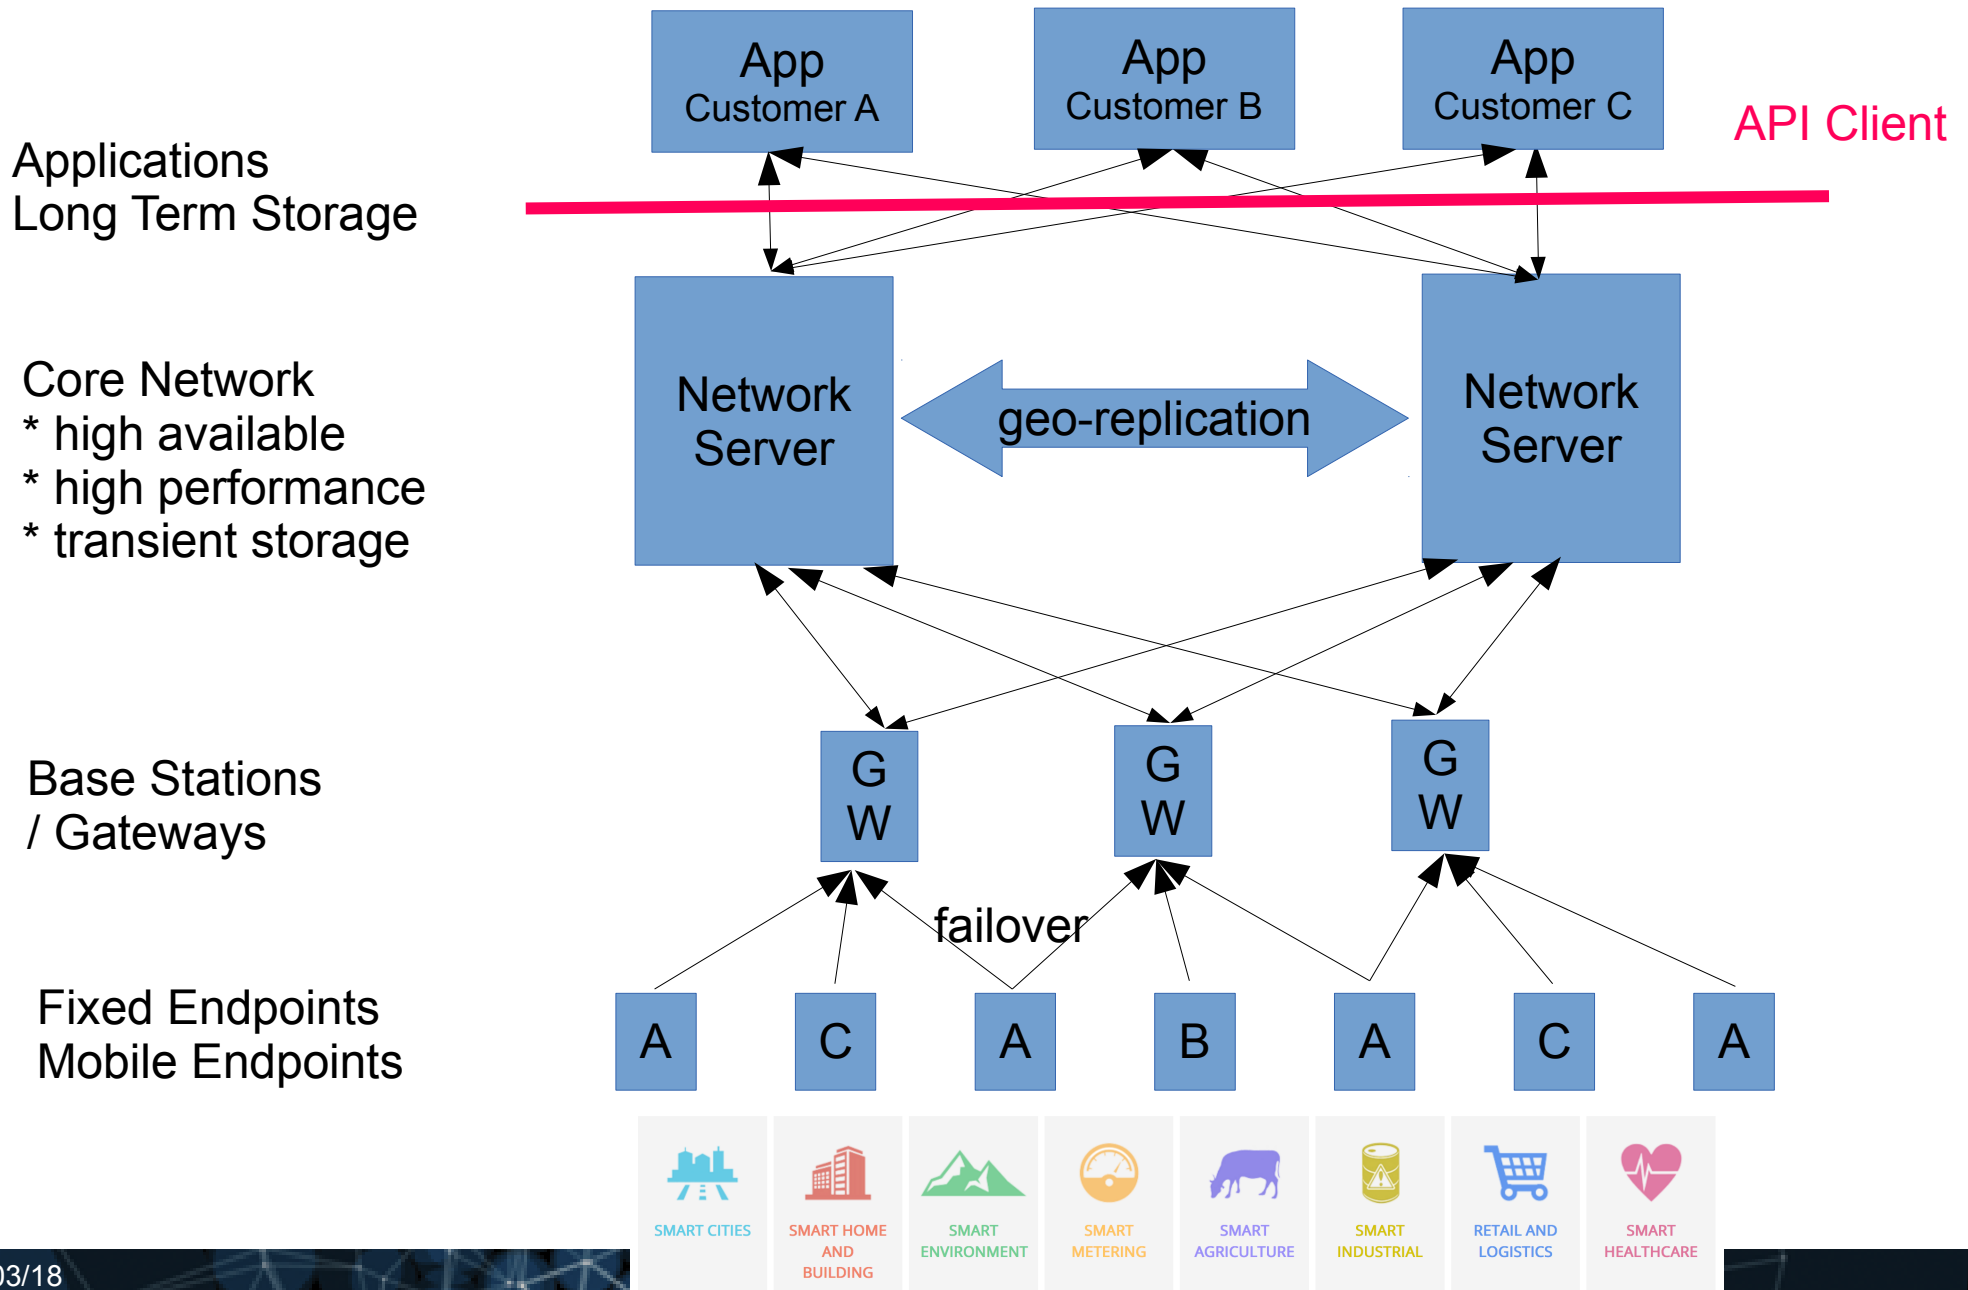 App
Customer A
App
Customer B
App
Customer C
API Client
Applications
Long Term Storage
Core Network
* high available
* high performance
* transient storage
Network
Server
geo-replication
Network
Server
Base Stations
/ Gateways
G
W
G
W
G
W
failover
Fixed Endpoints
Mobile Endpoints
A
C
A
B
A
C
A
SMART CITIES
SMART HOME
AND
BUILDING
SMART
ENVIRONMENT
SMART
METERING
SMART
AGRICULTURE
SMART
INDUSTRIAL
RETAIL AND
LOGISTICS
SMART
HEALTHCARE
03/18